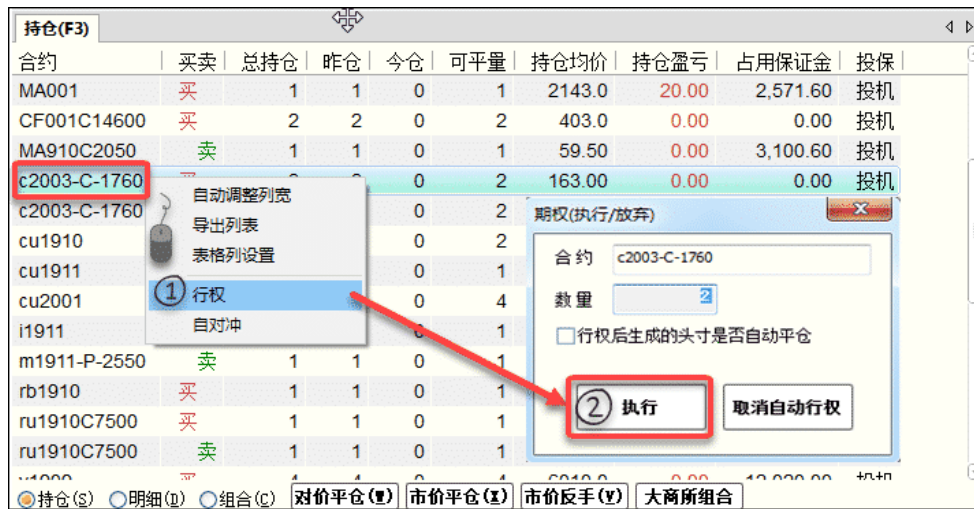 持仓(F3)
合约 买卖 总持仓 昨仓 今仓 可平量 持仓均价 持仓盈亏 占用保证金 投保
MA001 买 1 1 0 1 2143.0 20.00 2,571.60 投机
CF001C14600 买 2 2 0 2 403.0 0.00 0.00 投机
MA910C2050 卖 1 1 0 1 59.50 0.00 3,100.60 投机
c2003-C-1760 0 2 163.00 0.00 0.00 投机
c2003-C-1760 0 2
cu1910 0 2
cu1911 0 1
cu2001 0 4
i1911 1
m1911-P-2550 卖 1 1 0 1
rb1910 买 1 1 0 1
ru1910C7500 买 1 1 0 1
ru1910C7500 卖 1 1 0 1
自动调整列宽
导出列表
表格列设置
① 行权
自对冲
期权(执行/放弃)
合约 c2003-C-1760
数量 2
行权后生成的头寸是否自动平仓
② 执行 取消自动行权
持仓(S) 明细(D) 组合(C) 对价平仓(W) 市价平仓(X) 市价反手(Y) 大商所组合